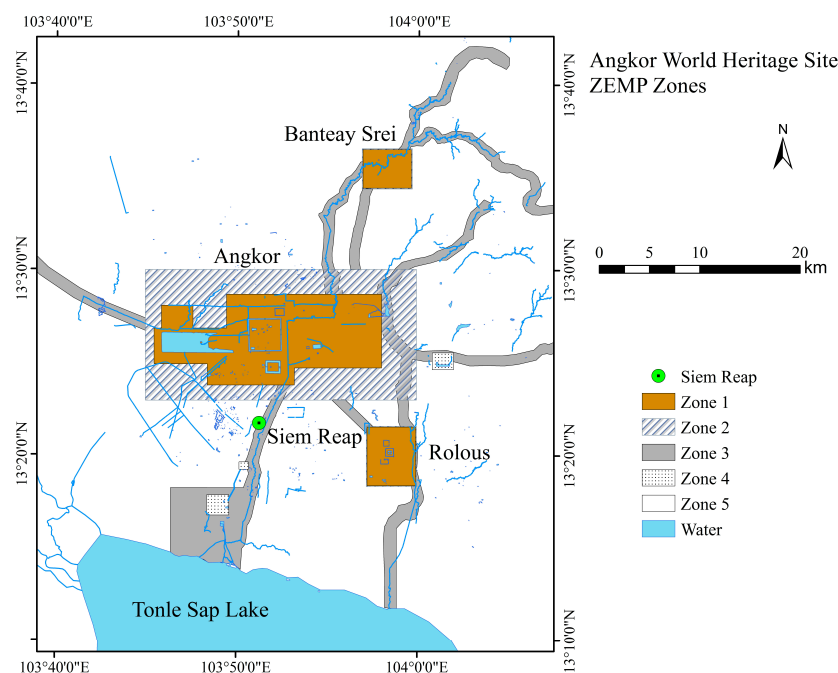 103°40'0"E
103°50'0"E
104°0'0"E
Angkor World Heritage Site
ZEMP Zones
13°40'0"N
13°40'0"N
N
Banteay Srei
Angkor
13°30'0"N
13°30'0"N
0
5
10
20
km
Siem Reap
Zone 1
Zone 2
Siem Reap
Rolous
Zone 3
13°20'0"N
13°20'0"N
Zone 4
Zone 5
Water
Tonle Sap Lake
13°10'0"N
103°40'0"E
103°50'0"E
104°0'0"E